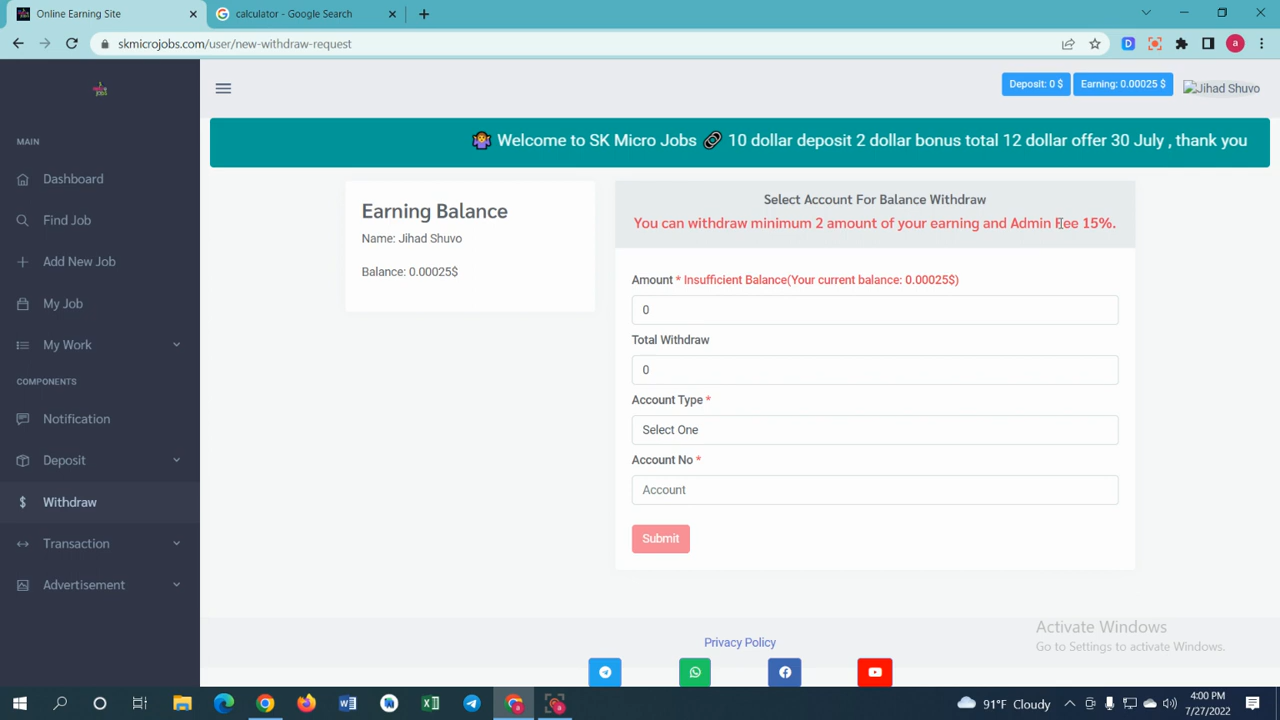 Online Earning Site
calculator - Google Search
skmicrojobs.com/user/new-withdraw-request
D
a
Deposit: 0 $
Earning: 0.00025 $
Jihad Shuvo
MAIN
Dashboard
Find Job
Add New Job
My Job
My Work
COMPONENTS
Notification
Deposit
Withdraw
Transaction
Advertisement
Welcome to SK Micro Jobs 10 dollar deposit 2 dollar bonus total 12 dollar offer 30 July , thank you
Earning Balance
Name: Jihad Shuvo
Balance: 0.00025$
Select Account For Balance Withdraw
You can withdraw minimum 2 amount of your earning and Admin Fee 15%.
Amount * Insufficient Balance(Your current balance: 0.00025$)
0
Total Withdraw
0
Account Type *
Select One
Account No *
Account
Submit
Privacy Policy
Activate Windows
Go to Settings to activate Windows.
91°F Cloudy
4:00 PM
7/27/2022